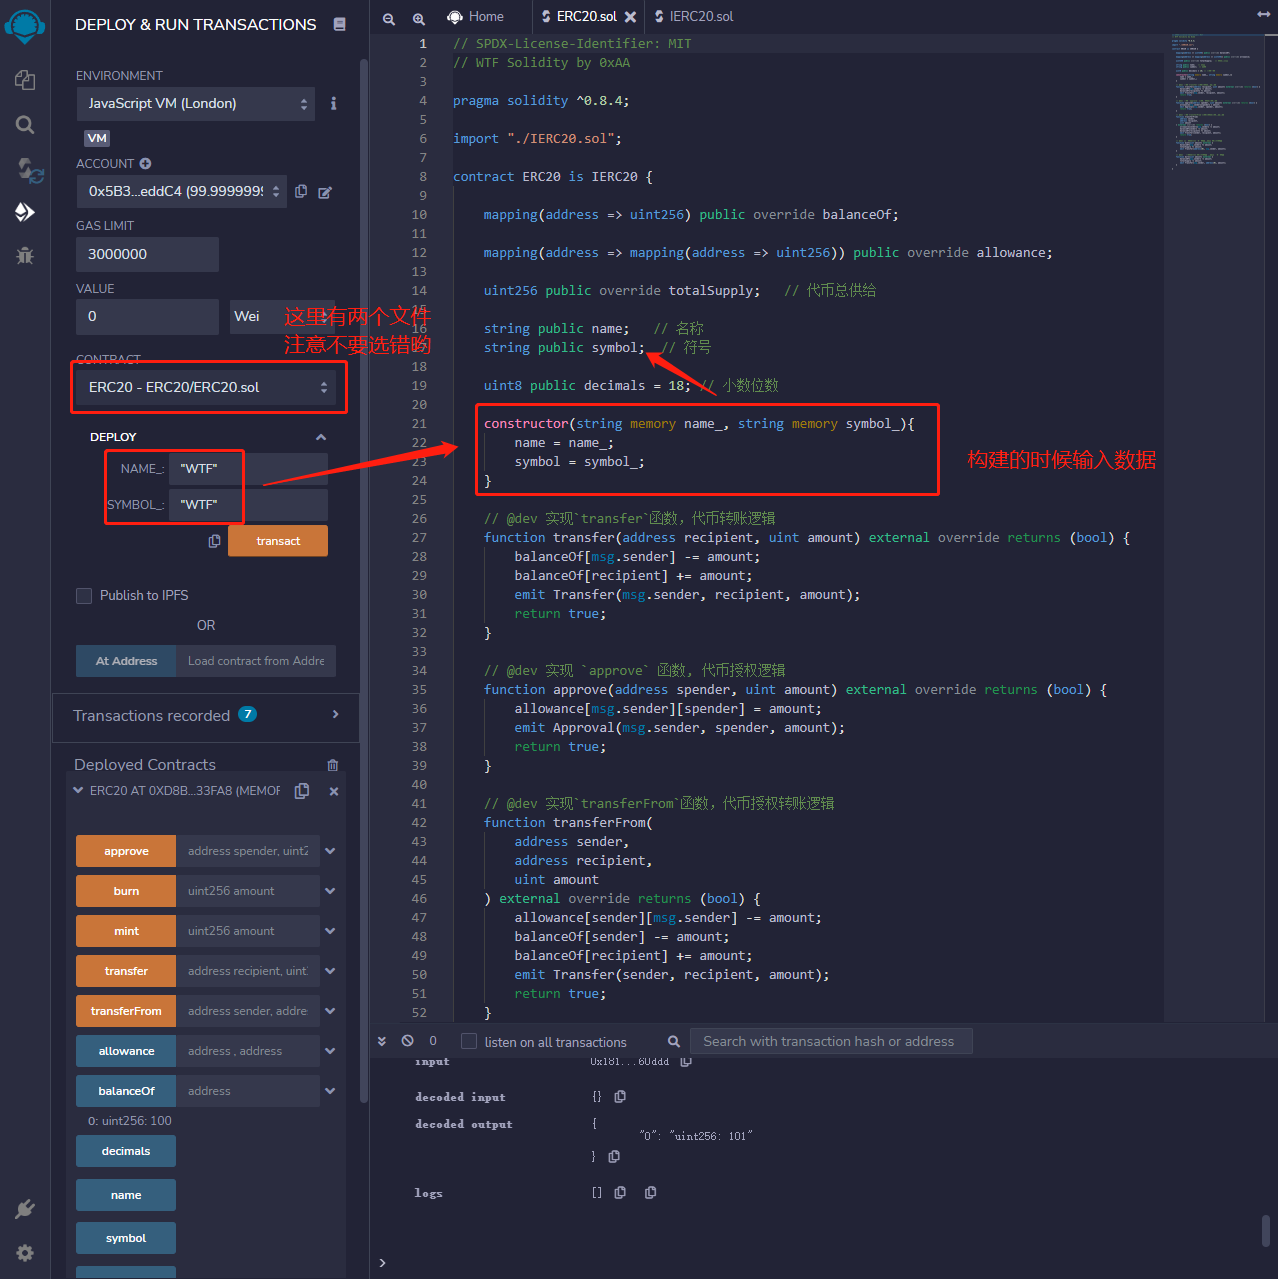 DEPLOY & RUN TRANSACTIONS
ENVIRONMENT
JavaScript VM (London)
VM
ACCOUNT
0x5B3...eddC4 (99.9999999
GAS LIMIT
3000000
VALUE
0
Wei
这里有两个文件
注意不要选错哟
CONTRACT
ERC20 - ERC20/ERC20.sol
DEPLOY
NAME_: "WTF"
SYMBOL_: "WTF"
transact
Publish to IPFS
OR
At Address
Load contract from Addre
Transactions recorded 7
Deployed Contracts
ERC20 AT 0XD8B...33FA8 (MEMOR
approve address spender, uint2
burn uint256 amount
mint uint256 amount
transfer address recipient, uint
transferFrom address sender, addre
allowance address , address
balanceOf address
0: uint256: 100
decimals
name
symbol
Home
ERC20.sol
IERC20.sol
1 // SPDX-License-Identifier: MIT
2 // WTF Solidity by 0xAA
3
4 pragma solidity ^0.8.4;
5
6 import "./IERC20.sol";
7
8 contract ERC20 is IERC20 {
9
10 mapping(address => uint256) public override balanceOf;
11
12 mapping(address => mapping(address => uint256)) public override allowance;
13
14 uint256 public override totalSupply; // 代币总供给
15
16 string public name; // 名称
17 string public symbol; // 符号
18
19 uint8 public decimals = 18; // 小数位数
20
21 constructor(string memory name_, string memory symbol_){
22 name = name_;
23 symbol = symbol_;
24 }
构建的时候输入数据
25
26 // @dev 实现`transfer`函数，代币转账逻辑
27 function transfer(address recipient, uint amount) external override returns (bool) {
28 balanceOf[msg.sender] -= amount;
29 balanceOf[recipient] += amount;
30 emit Transfer(msg.sender, recipient, amount);
31 return true;
32 }
33
34 // @dev 实现 `approve` 函数, 代币授权逻辑
35 function approve(address spender, uint amount) external override returns (bool) {
36 allowance[msg.sender][spender] = amount;
37 emit Approval(msg.sender, spender, amount);
38 return true;
39 }
40
41 // @dev 实现`transferFrom`函数，代币授权转账逻辑
42 function transferFrom(
43 address sender,
44 address recipient,
45 uint amount
46 ) external override returns (bool) {
47 allowance[sender][msg.sender] -= amount;
48 balanceOf[sender] -= amount;
49 balanceOf[recipient] += amount;
50 emit Transfer(sender, recipient, amount);
51 return true;
52 }
0
listen on all transactions
Search with transaction hash or address
input 0x181...60ddd
decoded input {}
decoded output {
"0": "uint256: 101"
}
logs []
>